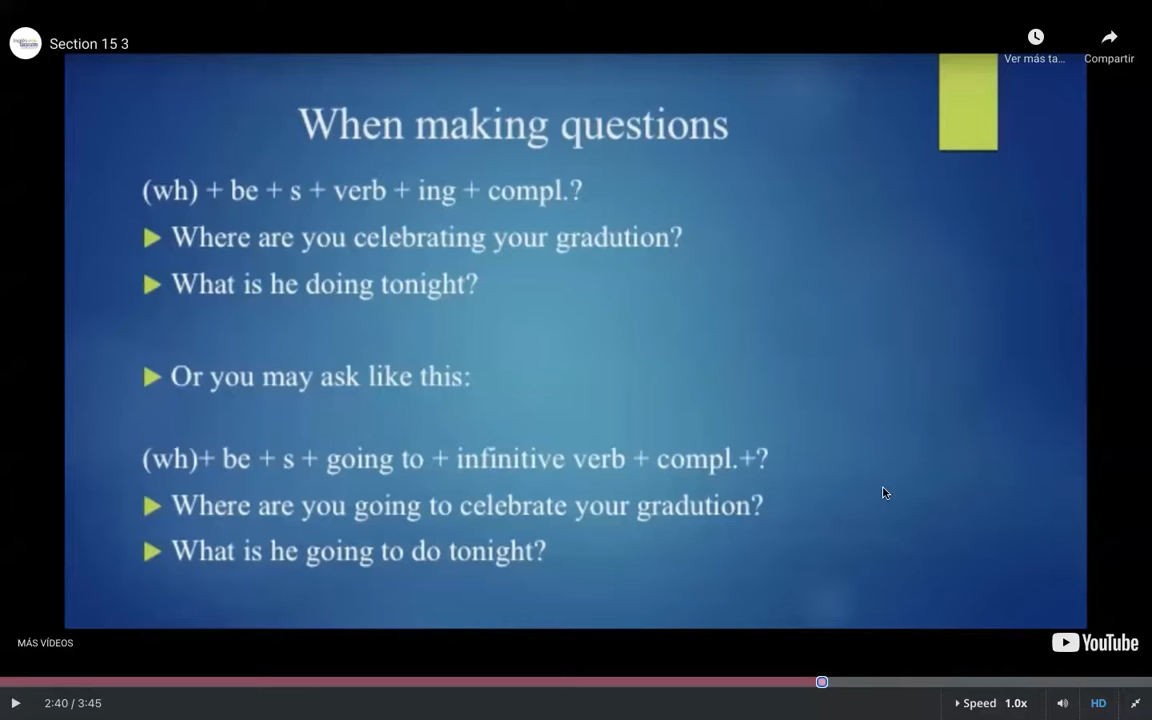 Section 15 3
Ver más ta...
Compartir
When making questions
(wh) + be + s + verb + ing + compl.?
Where are you celebrating your gradution?
What is he doing tonight?
Or you may ask like this:
(wh)+ be + s + going to + infinitive verb + compl.+?
Where are you going to celebrate your gradution?
What is he going to do tonight?
MÁS VÍDEOS
YouTube
2:40 / 3:45
Speed 1.0x
HD